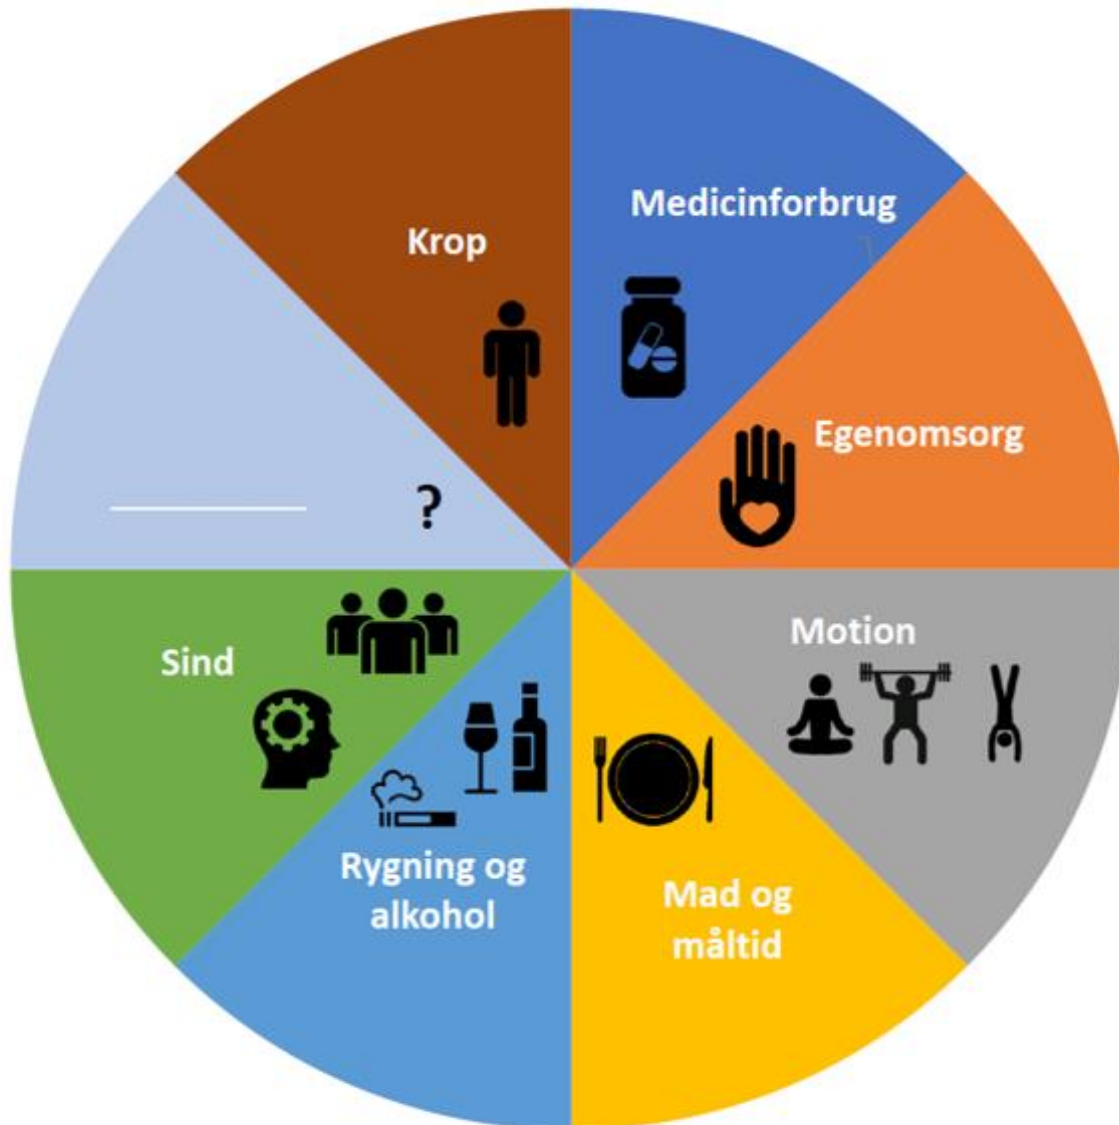 Krop
Medicinforbrug
Egenomsorg
Motion
Mad og
måltid
Rygning og
alkohol
Sind
?